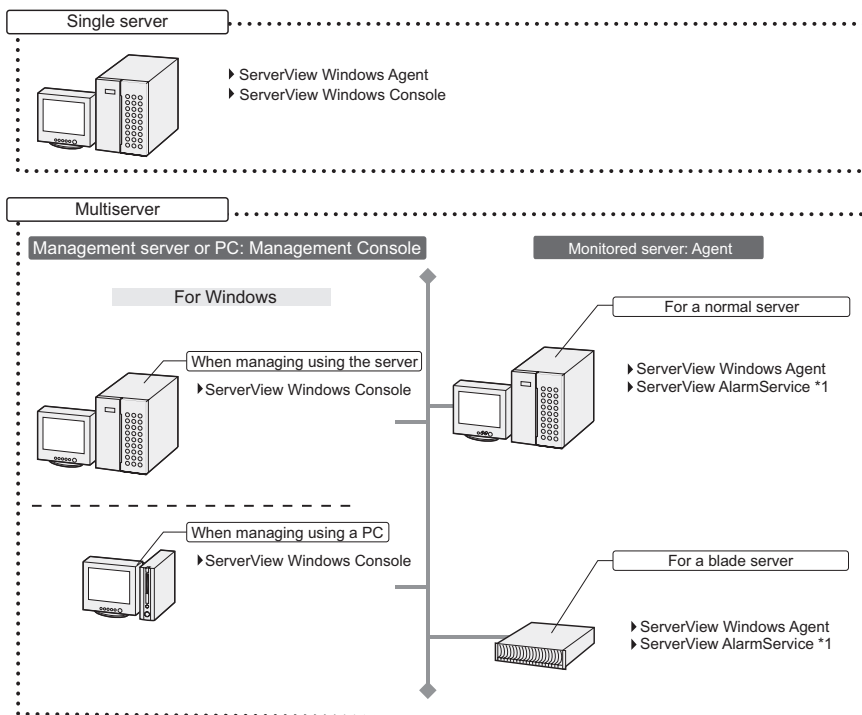 Single server
ServerView Windows Agent
ServerView Windows Console
Multiserver
Management server or PC: Management Console
Monitored server: Agent
For Windows
For a normal server
When managing using the server
ServerView Windows Console
ServerView Windows Agent
ServerView AlarmService *1
When managing using a PC
ServerView Windows Console
For a blade server
ServerView Windows Agent
ServerView AlarmService *1